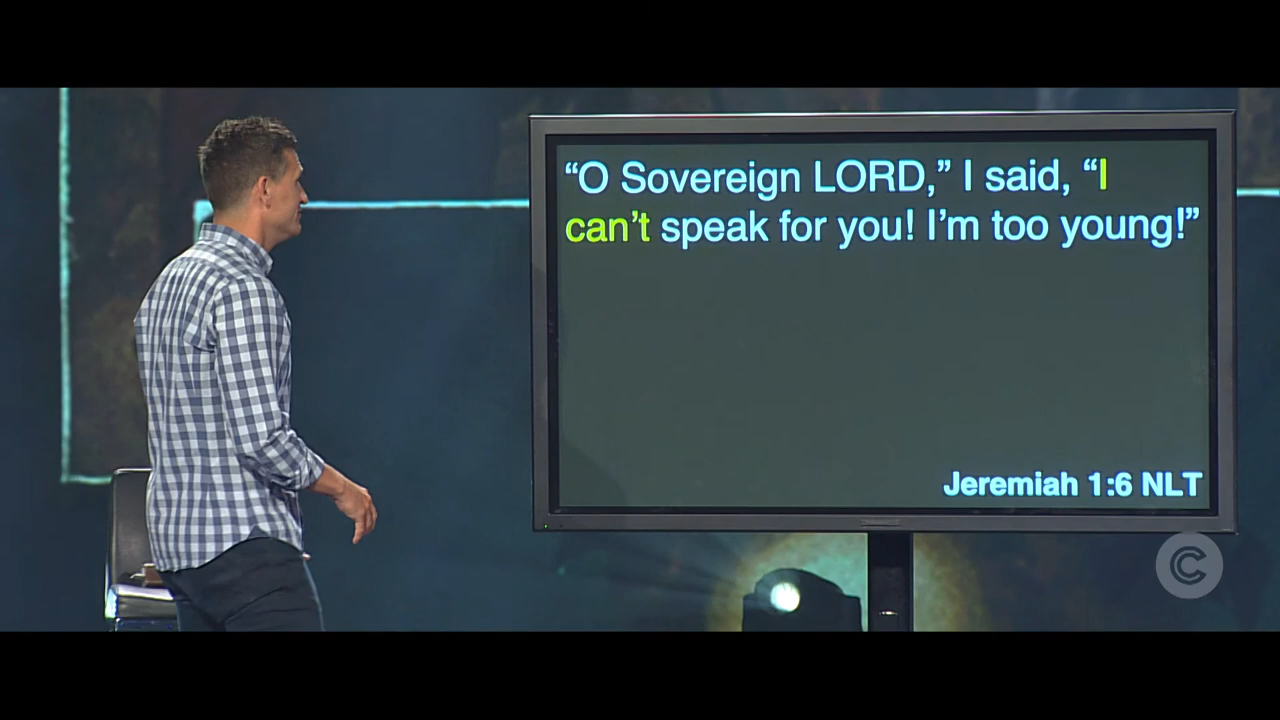 “O Sovereign LORD,” I said, “I
can’t speak for you! I’m too young!”
Jeremiah 1:6 NLT